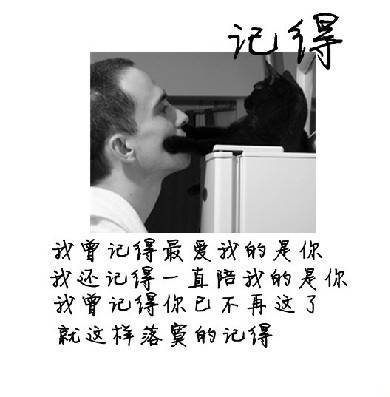 记得
我曾记得最爱我的是你
我还记得一直陪我的是你
我曾记得你已不再这了
就这样落寞的记得